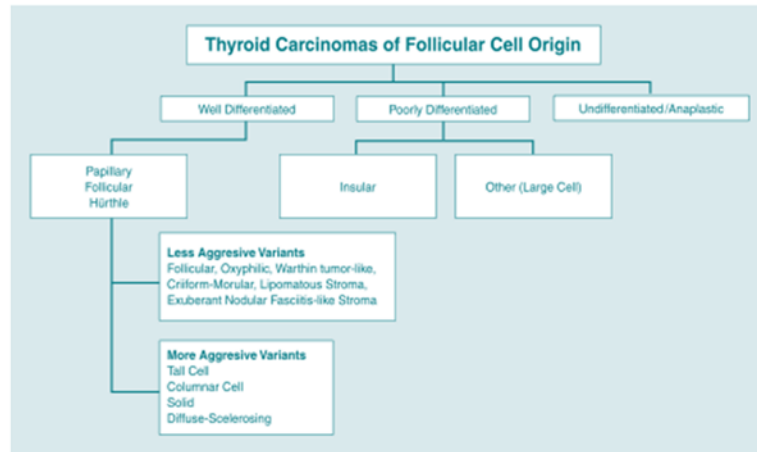 Thyroid Carcinomas of Follicular Cell Origin
Well Differentiated
Poorly Differentiated
Undifferentiated/Anaplastic
Papillary
Follicular
Hürthle
Insular
Other (Large Cell)
Less Aggresive Variants
Follicular, Oxyphilic, Warthin tumor-like,
Criiform-Morular, Lipomatous Stroma,
Exuberant Nodular Fasciitis-like Stroma
More Aggresive Variants
Tall Cell
Columnar Cell
Solid
Diffuse-Scelerosing